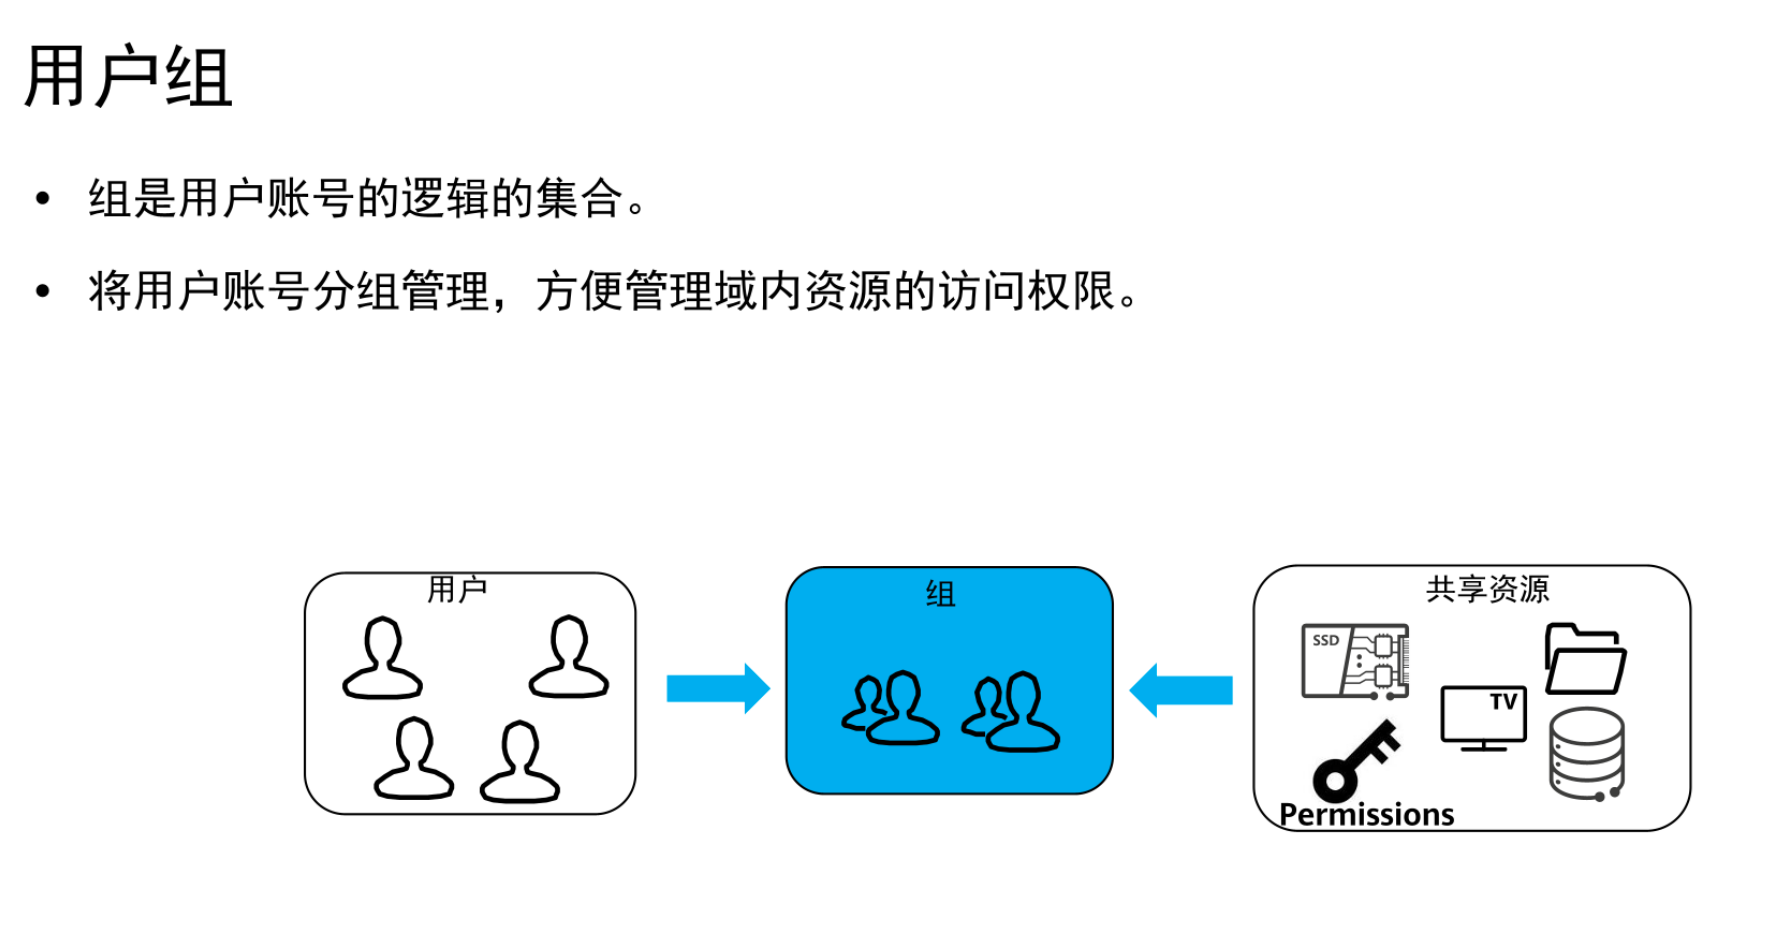 用户组
• 组是用户账号的逻辑的集合。
• 将用户账号分组管理，方便管理域内资源的访问权限。
用户
组
共享资源
SSD
TV
Permissions